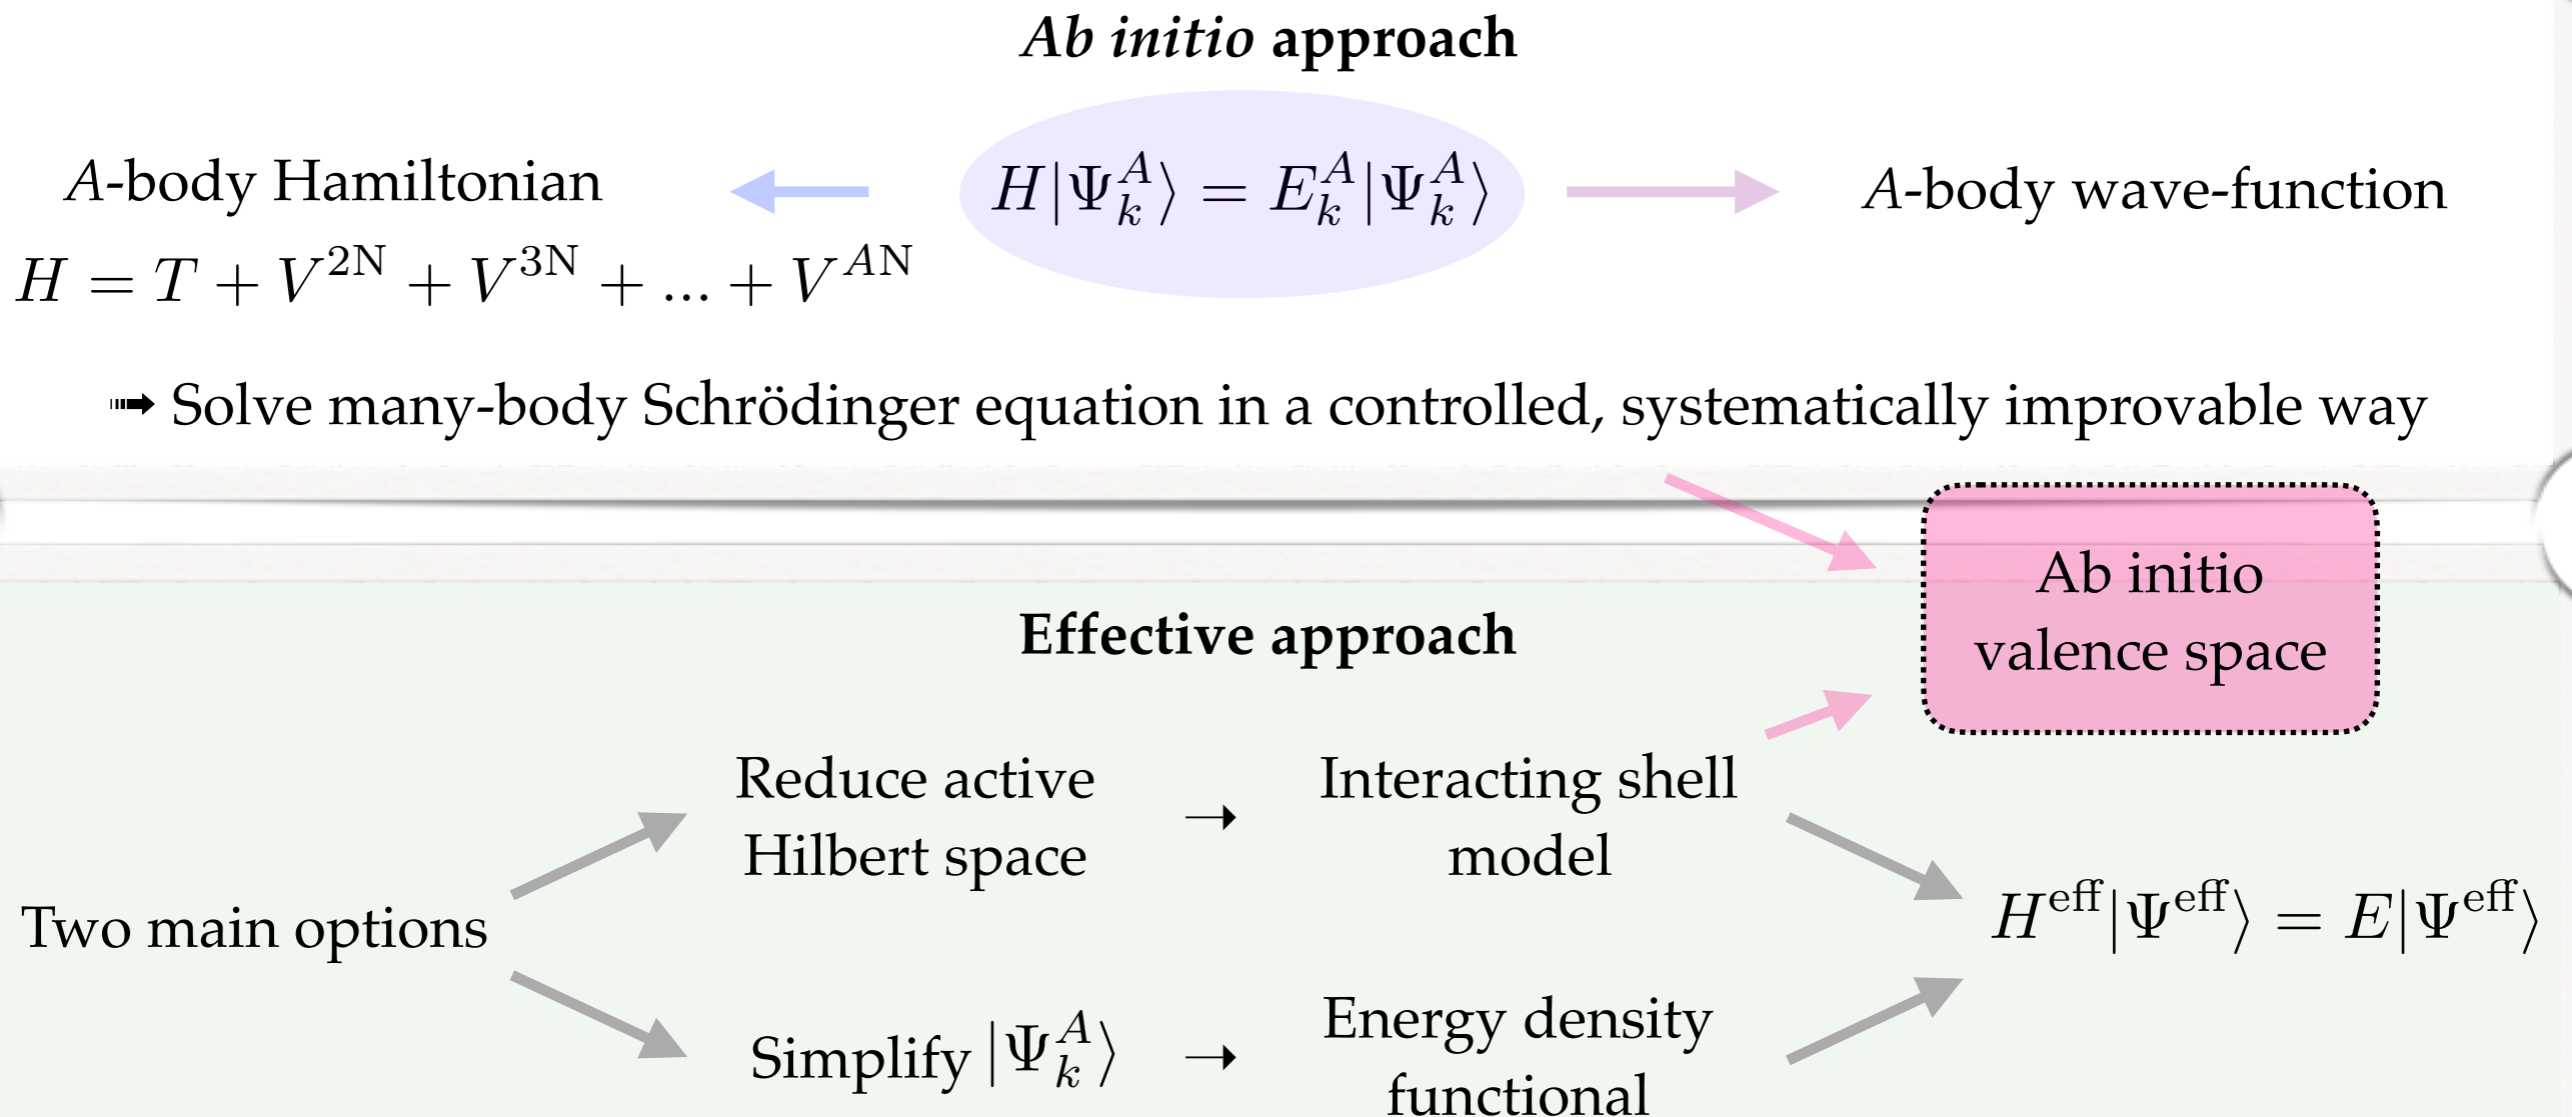 Ab initio approach
A-body Hamiltonian
H|Ψ_k^A⟩ = E_k^A|Ψ_k^A⟩
A-body wave-function
H = T + V^{2N} + V^{3N} + ... + V^{AN}
➟ Solve many-body Schrödinger equation in a controlled, systematically improvable way
Ab initio
valence space
Effective approach
Two main options
Reduce active
Hilbert space
→
Interacting shell
model
Simplify |Ψ_k^A⟩
→
Energy density
functional
H^{eff}|Ψ^{eff}⟩ = E|Ψ^{eff}⟩